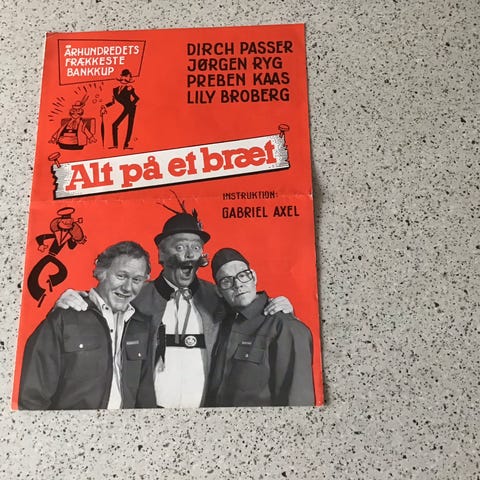 ÅRHUNDREDETS
FRÆKKESTE
BANKKUP
DIRCH PASSER
JØRGEN RYG
PREBEN KAAS
LILY BROBERG
Alt på et bræt
INSTRUKTION:
GABRIEL AXEL